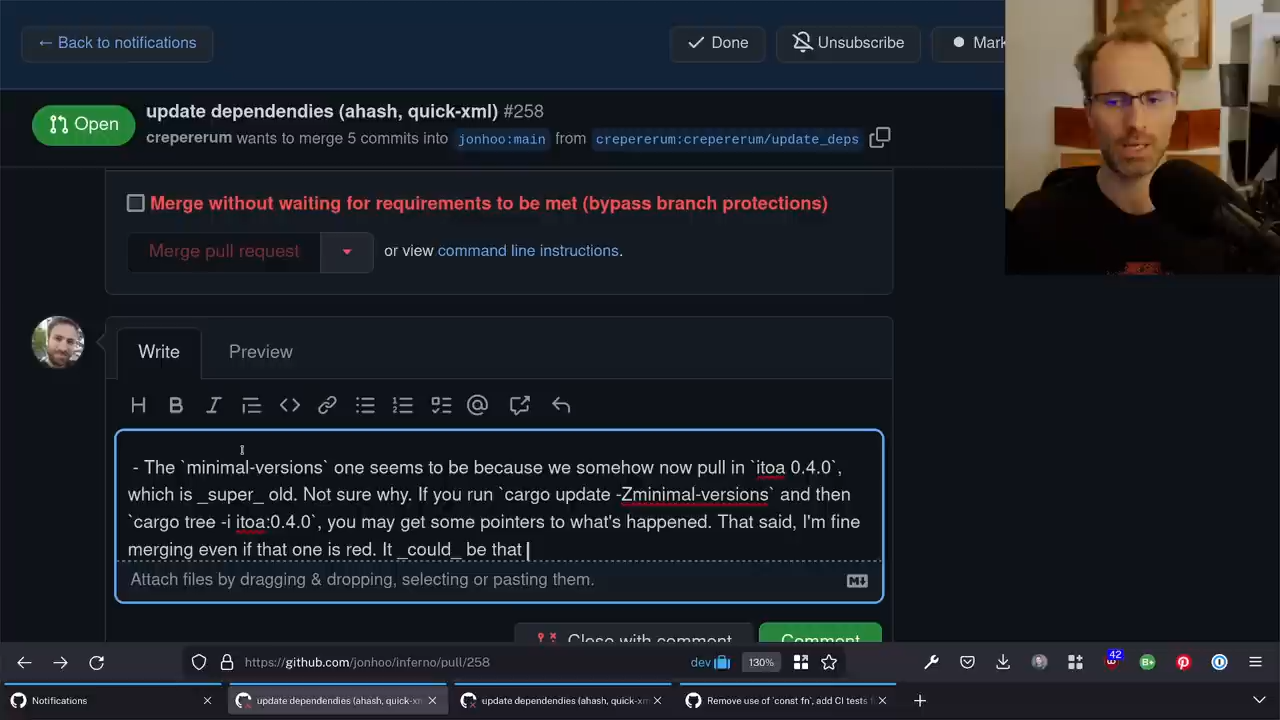 ← Back to notifications
Done
Unsubscribe
Mark
Open
update dependendies (ahash, quick-xml) #258
crepererum wants to merge 5 commits into jonhoo:main from crepererum:crepererum/update_deps
Merge without waiting for requirements to be met (bypass branch protections)
Merge pull request
or view command line instructions.
Write
Preview
- The `minimal-versions` one seems to be because we somehow now pull in `itoa 0.4.0`,
which is _super_ old. Not sure why. If you run `cargo update -Zminimal-versions` and then
`cargo tree -i itoa:0.4.0`, you may get some pointers to what's happened. That said, I'm fine
merging even if that one is red. It _could_ be that
Attach files by dragging & dropping, selecting or pasting them.
Close with comment
Comment
https://github.com/jonhoo/inferno/pull/258
dev
130%
42
Notifications
update dependendies (ahash, quick-xm
update dependendies (ahash, quick-xm
Remove use of `const fn`, add CI tests